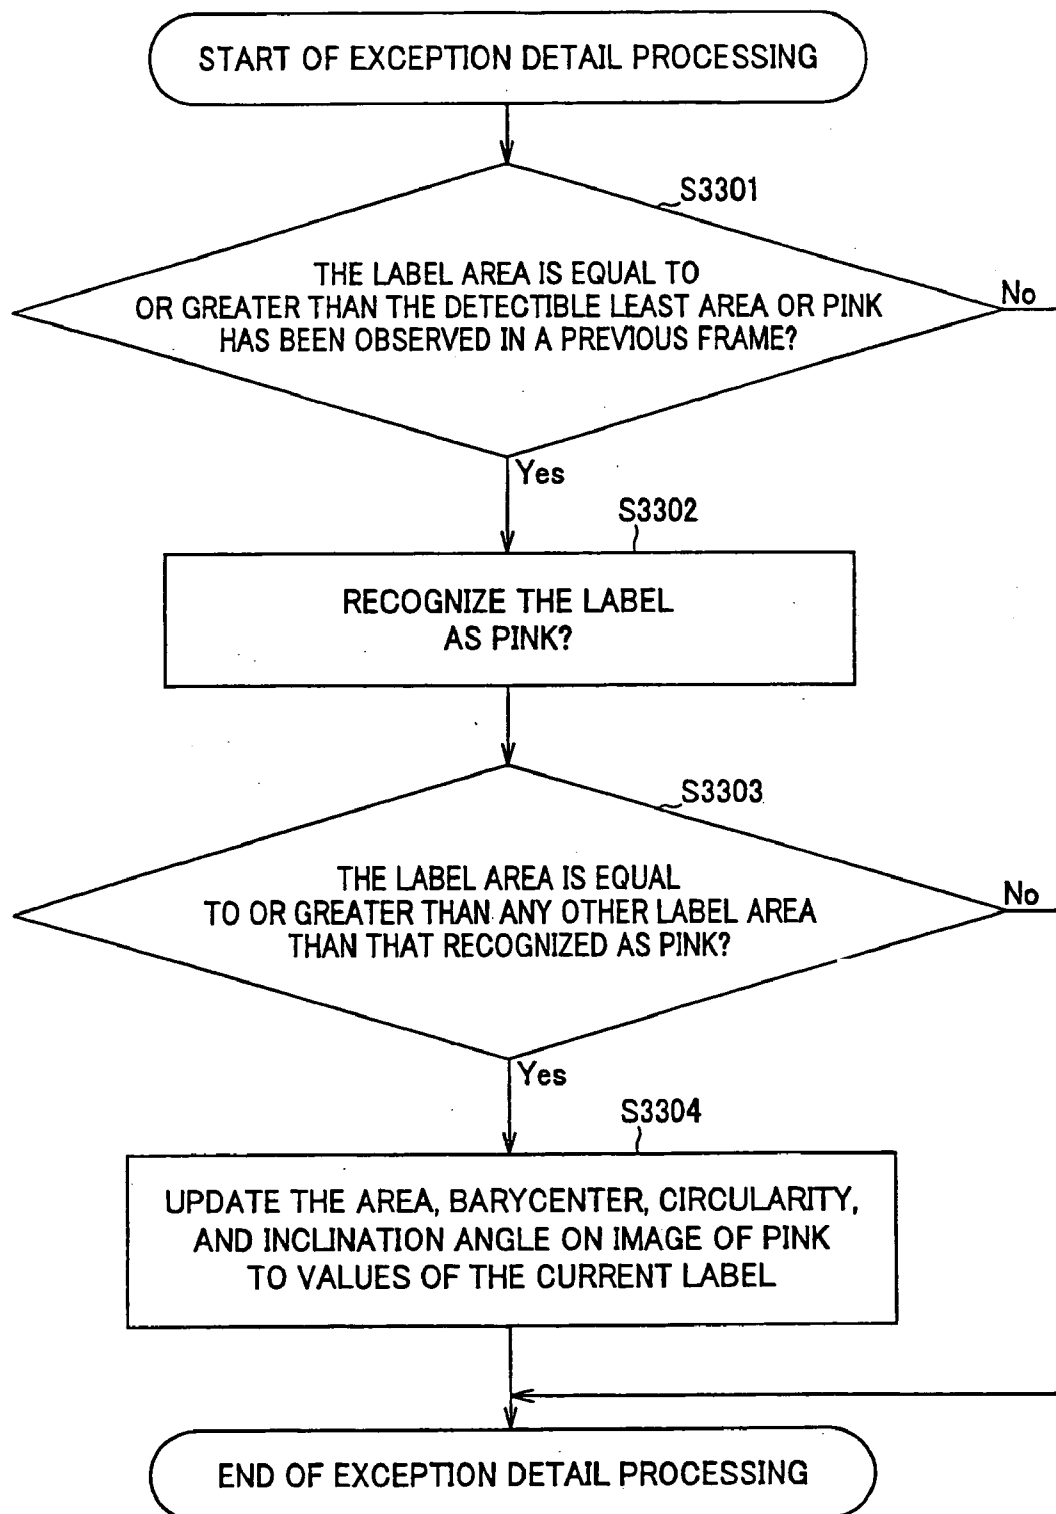 START OF EXCEPTION DETAIL PROCESSING
S3301
THE LABEL AREA IS EQUAL TO
OR GREATER THAN THE DETECTIBLE LEAST AREA OR PINK
HAS BEEN OBSERVED IN A PREVIOUS FRAME?
No
Yes
S3302
RECOGNIZE THE LABEL
AS PINK?
S3303
THE LABEL AREA IS EQUAL
TO OR GREATER THAN ANY OTHER LABEL AREA
THAN THAT RECOGNIZED AS PINK?
No
Yes
S3304
UPDATE THE AREA, BARYCENTER, CIRCULARITY,
AND INCLINATION ANGLE ON IMAGE OF PINK
TO VALUES OF THE CURRENT LABEL
END OF EXCEPTION DETAIL PROCESSING